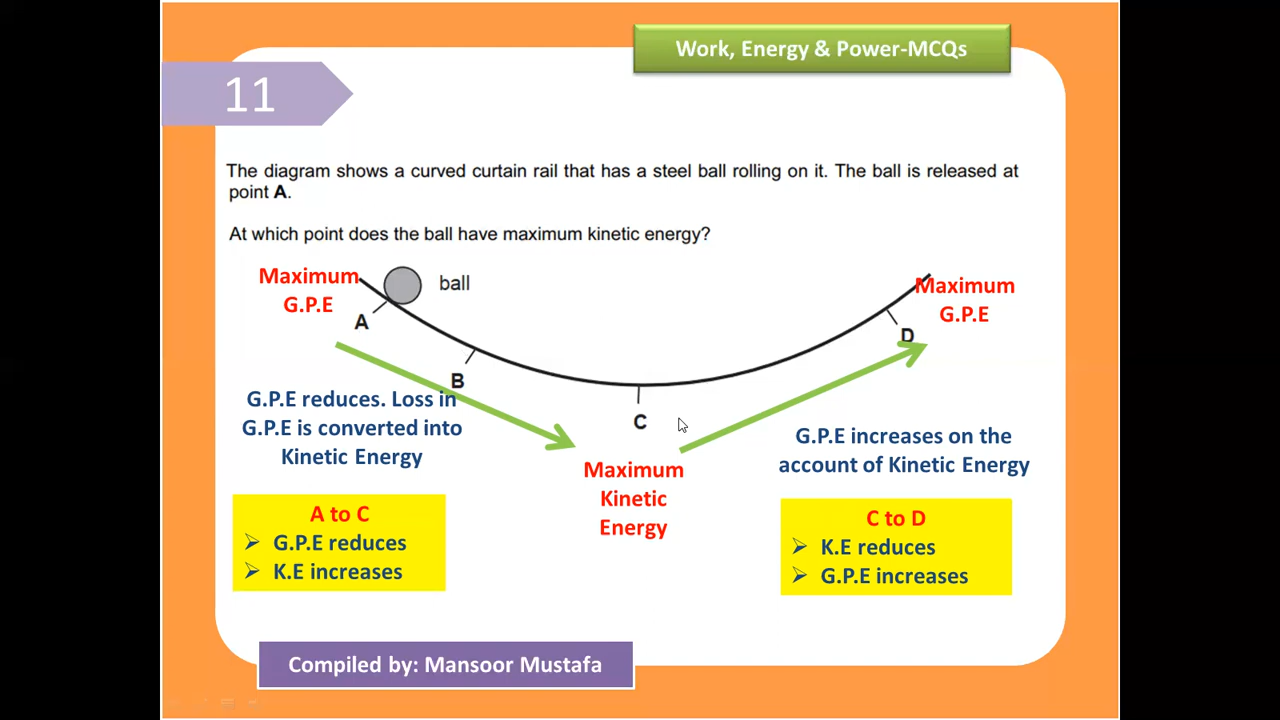 Work, Energy & Power-MCQs
11
The diagram shows a curved curtain rail that has a steel ball rolling on it. The ball is released at
point A.
At which point does the ball have maximum kinetic energy?
Maximum
G.P.E
ball
Maximum
G.P.E
A
D
B
C
G.P.E reduces. Loss in
G.P.E is converted into
Kinetic Energy
G.P.E increases on the
account of Kinetic Energy
Maximum
Kinetic
Energy
A to C
➢ G.P.E reduces
➢ K.E increases
C to D
➢ K.E reduces
➢ G.P.E increases
Compiled by: Mansoor Mustafa